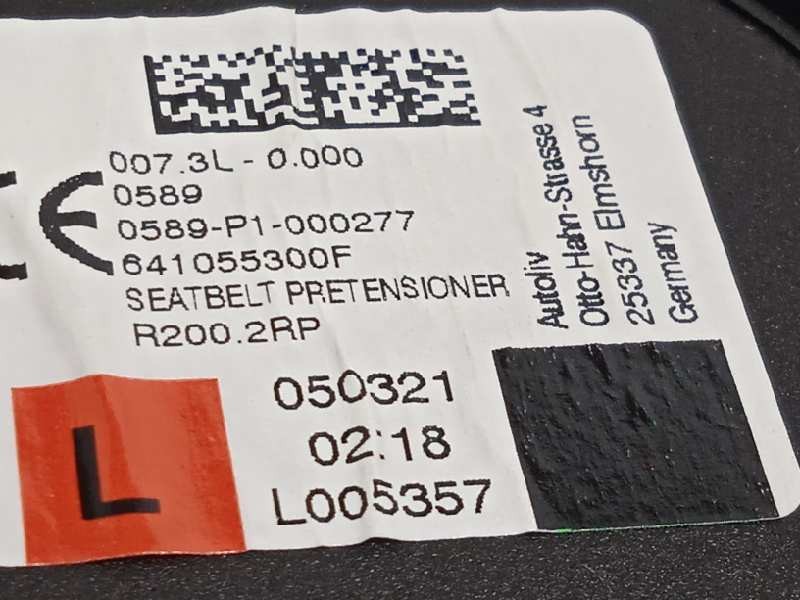 CE
007.3L - 0.000
0589
0589-P1-000277
641055300F
SEATBELT PRETENSIONER
R200.2RP
L
050321
02:18
L005357
Autoliv
Otto-Hahn-Strasse 4
25337 Elmshorn
Germany